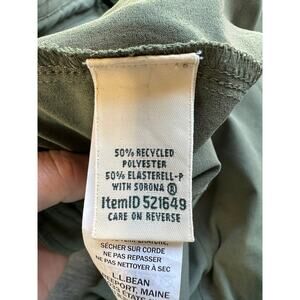 50% RECYCLED
POLYESTER
50% ELASTERELL-P
WITH SORONA ®
ItemID 521649
CARE ON REVERSE
TEMPÉRATURE,
SÉCHER SUR CORDE
NE PAS REPASSER
NE PAS NETTOYER À SEC
L.L.BEAN
FREEPORT, MAINE